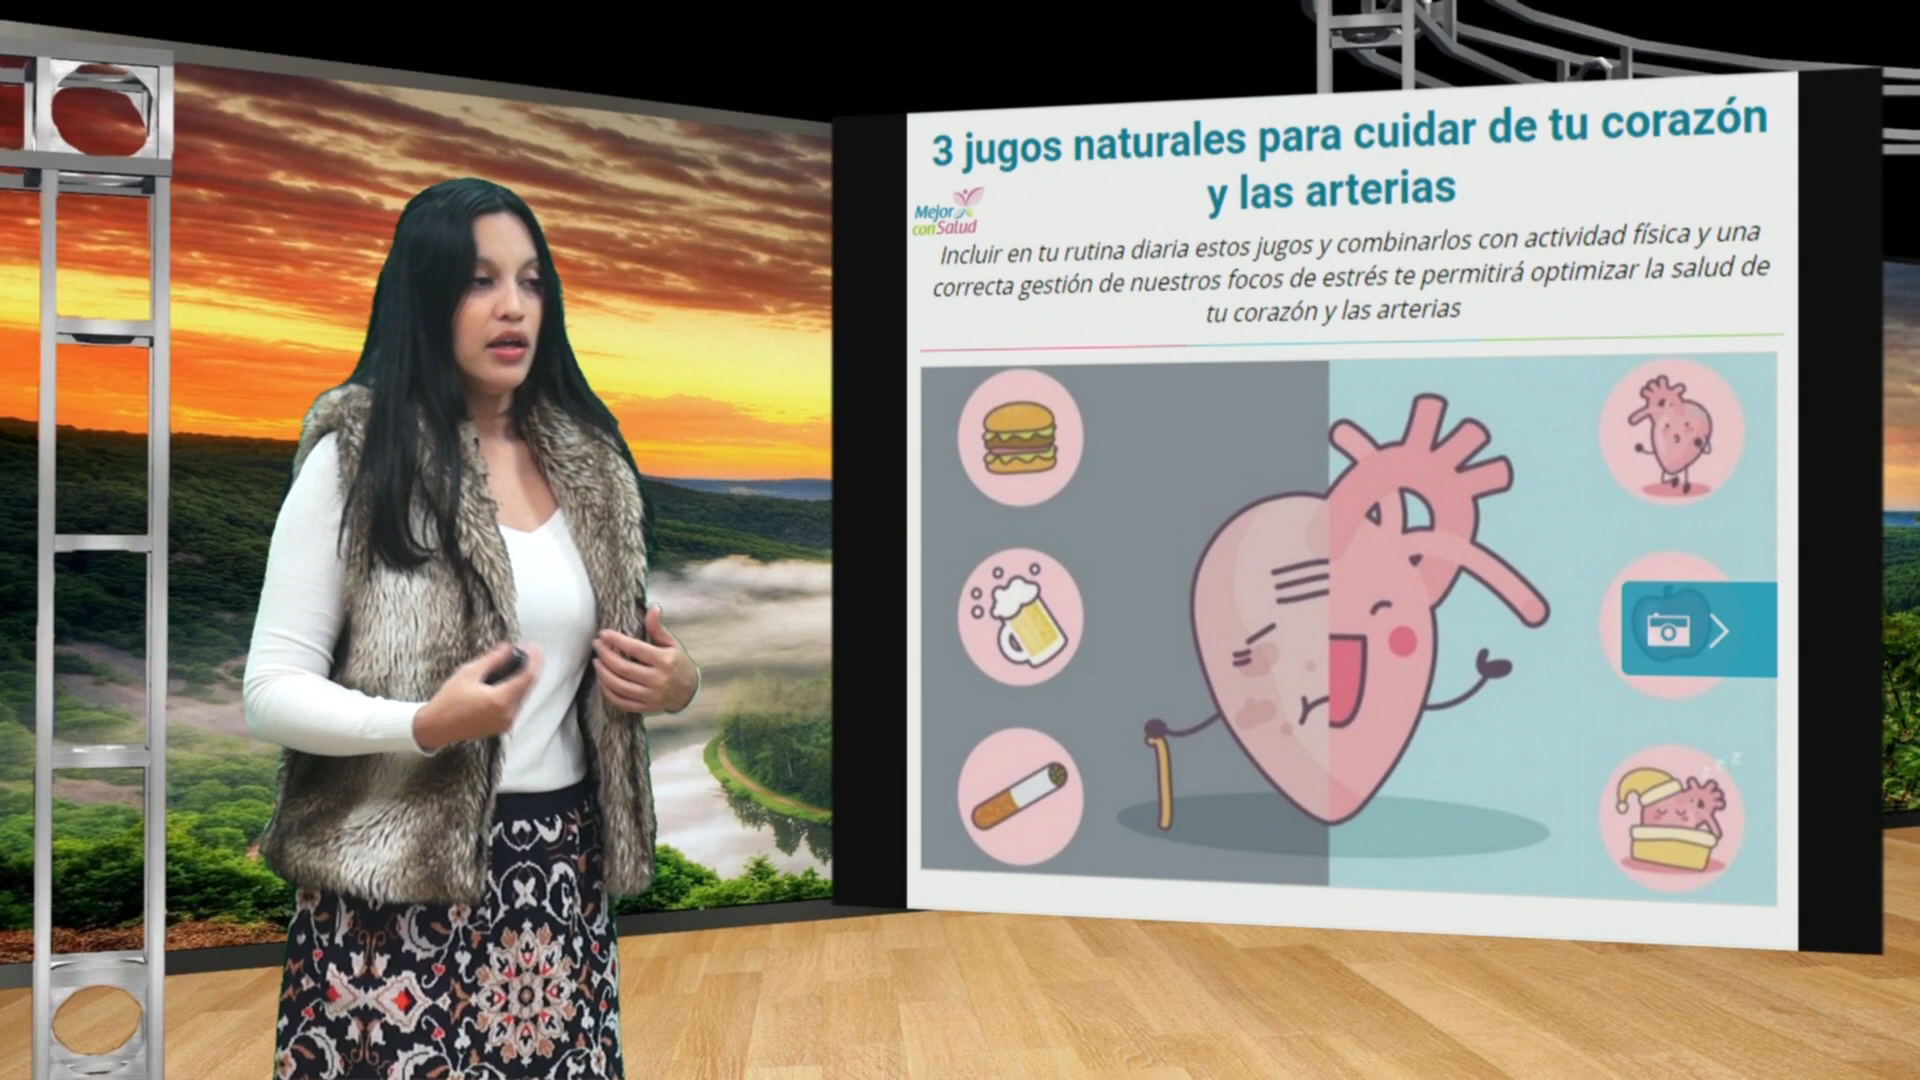 3 jugos naturales para cuidar de tu corazón
y las arterias
Mejor
conSalud
Incluir en tu rutina diaria estos jugos y combinarlos con actividad física y una
correcta gestión de nuestros focos de estrés te permitirá optimizar la salud de
tu corazón y las arterias
z z z